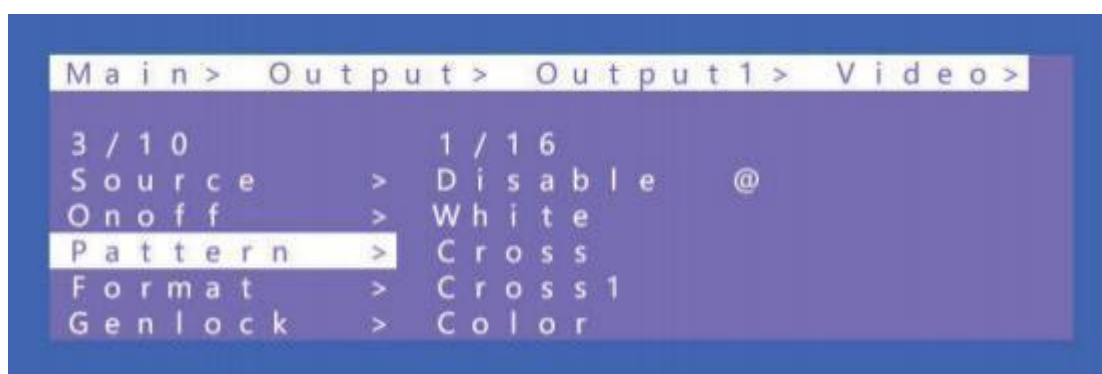 Main> Output> Output1> Video>
3/10 1/16
Source > Disable @
Onoff > White
Pattern > Cross
Format > Cross1
Genlock > Color